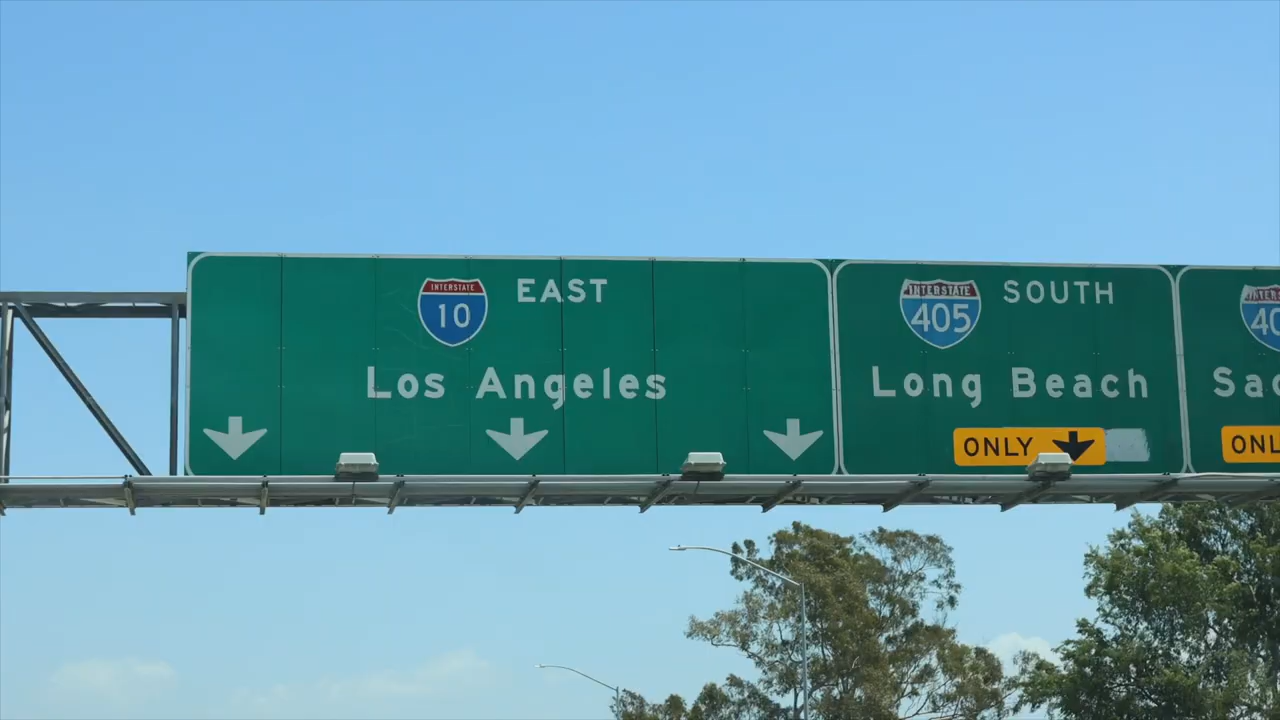 INTERSTATE
10 EAST
Los Angeles
INTERSTATE
405 SOUTH
Long Beach
ONLY